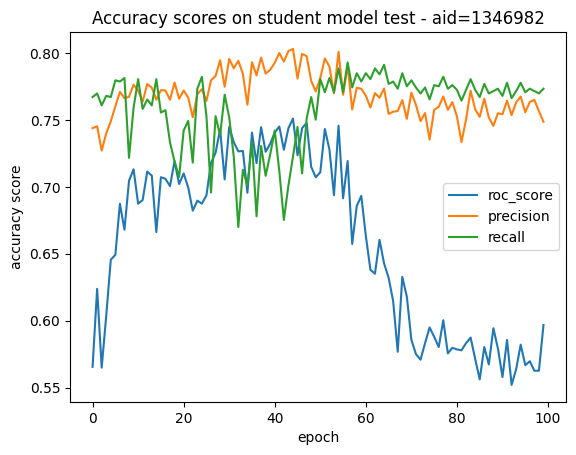 Accuracy scores on student model test - aid=1346982
accuracy score
0.80
0.75
0.70
0.65
0.60
0.55
roc_score
precision
recall
0
20
40
60
80
100
epoch